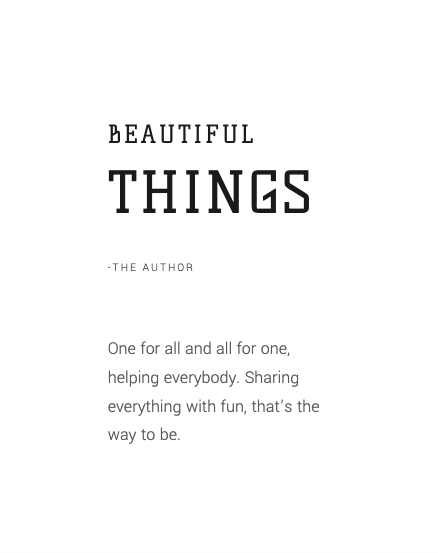 BEAUTIFUL
THINGS
-THE AUTHOR
One for all and all for one,
helping everybody. Sharing
everything with fun, that’s the
way to be.